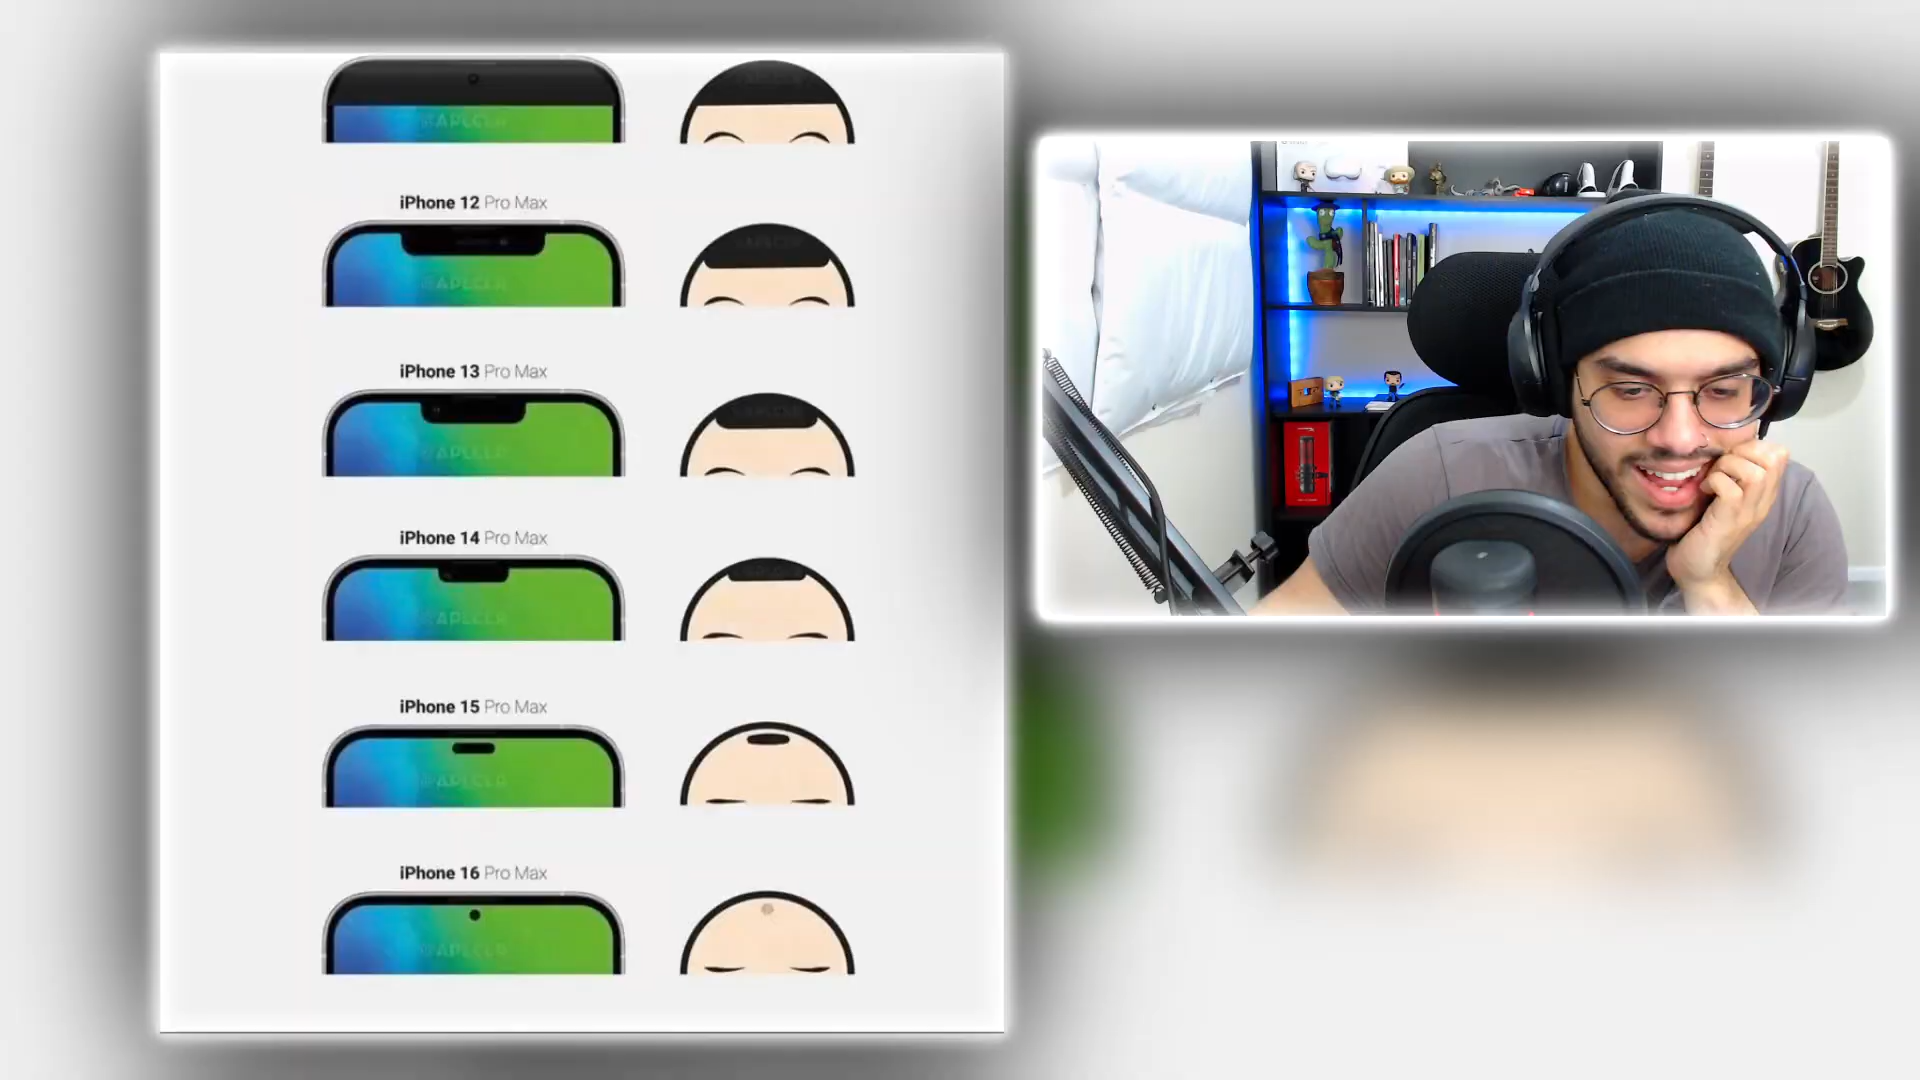 iPhone 12 Pro Max
iPhone 13 Pro Max
iPhone 14 Pro Max
iPhone 15 Pro Max
iPhone 16 Pro Max